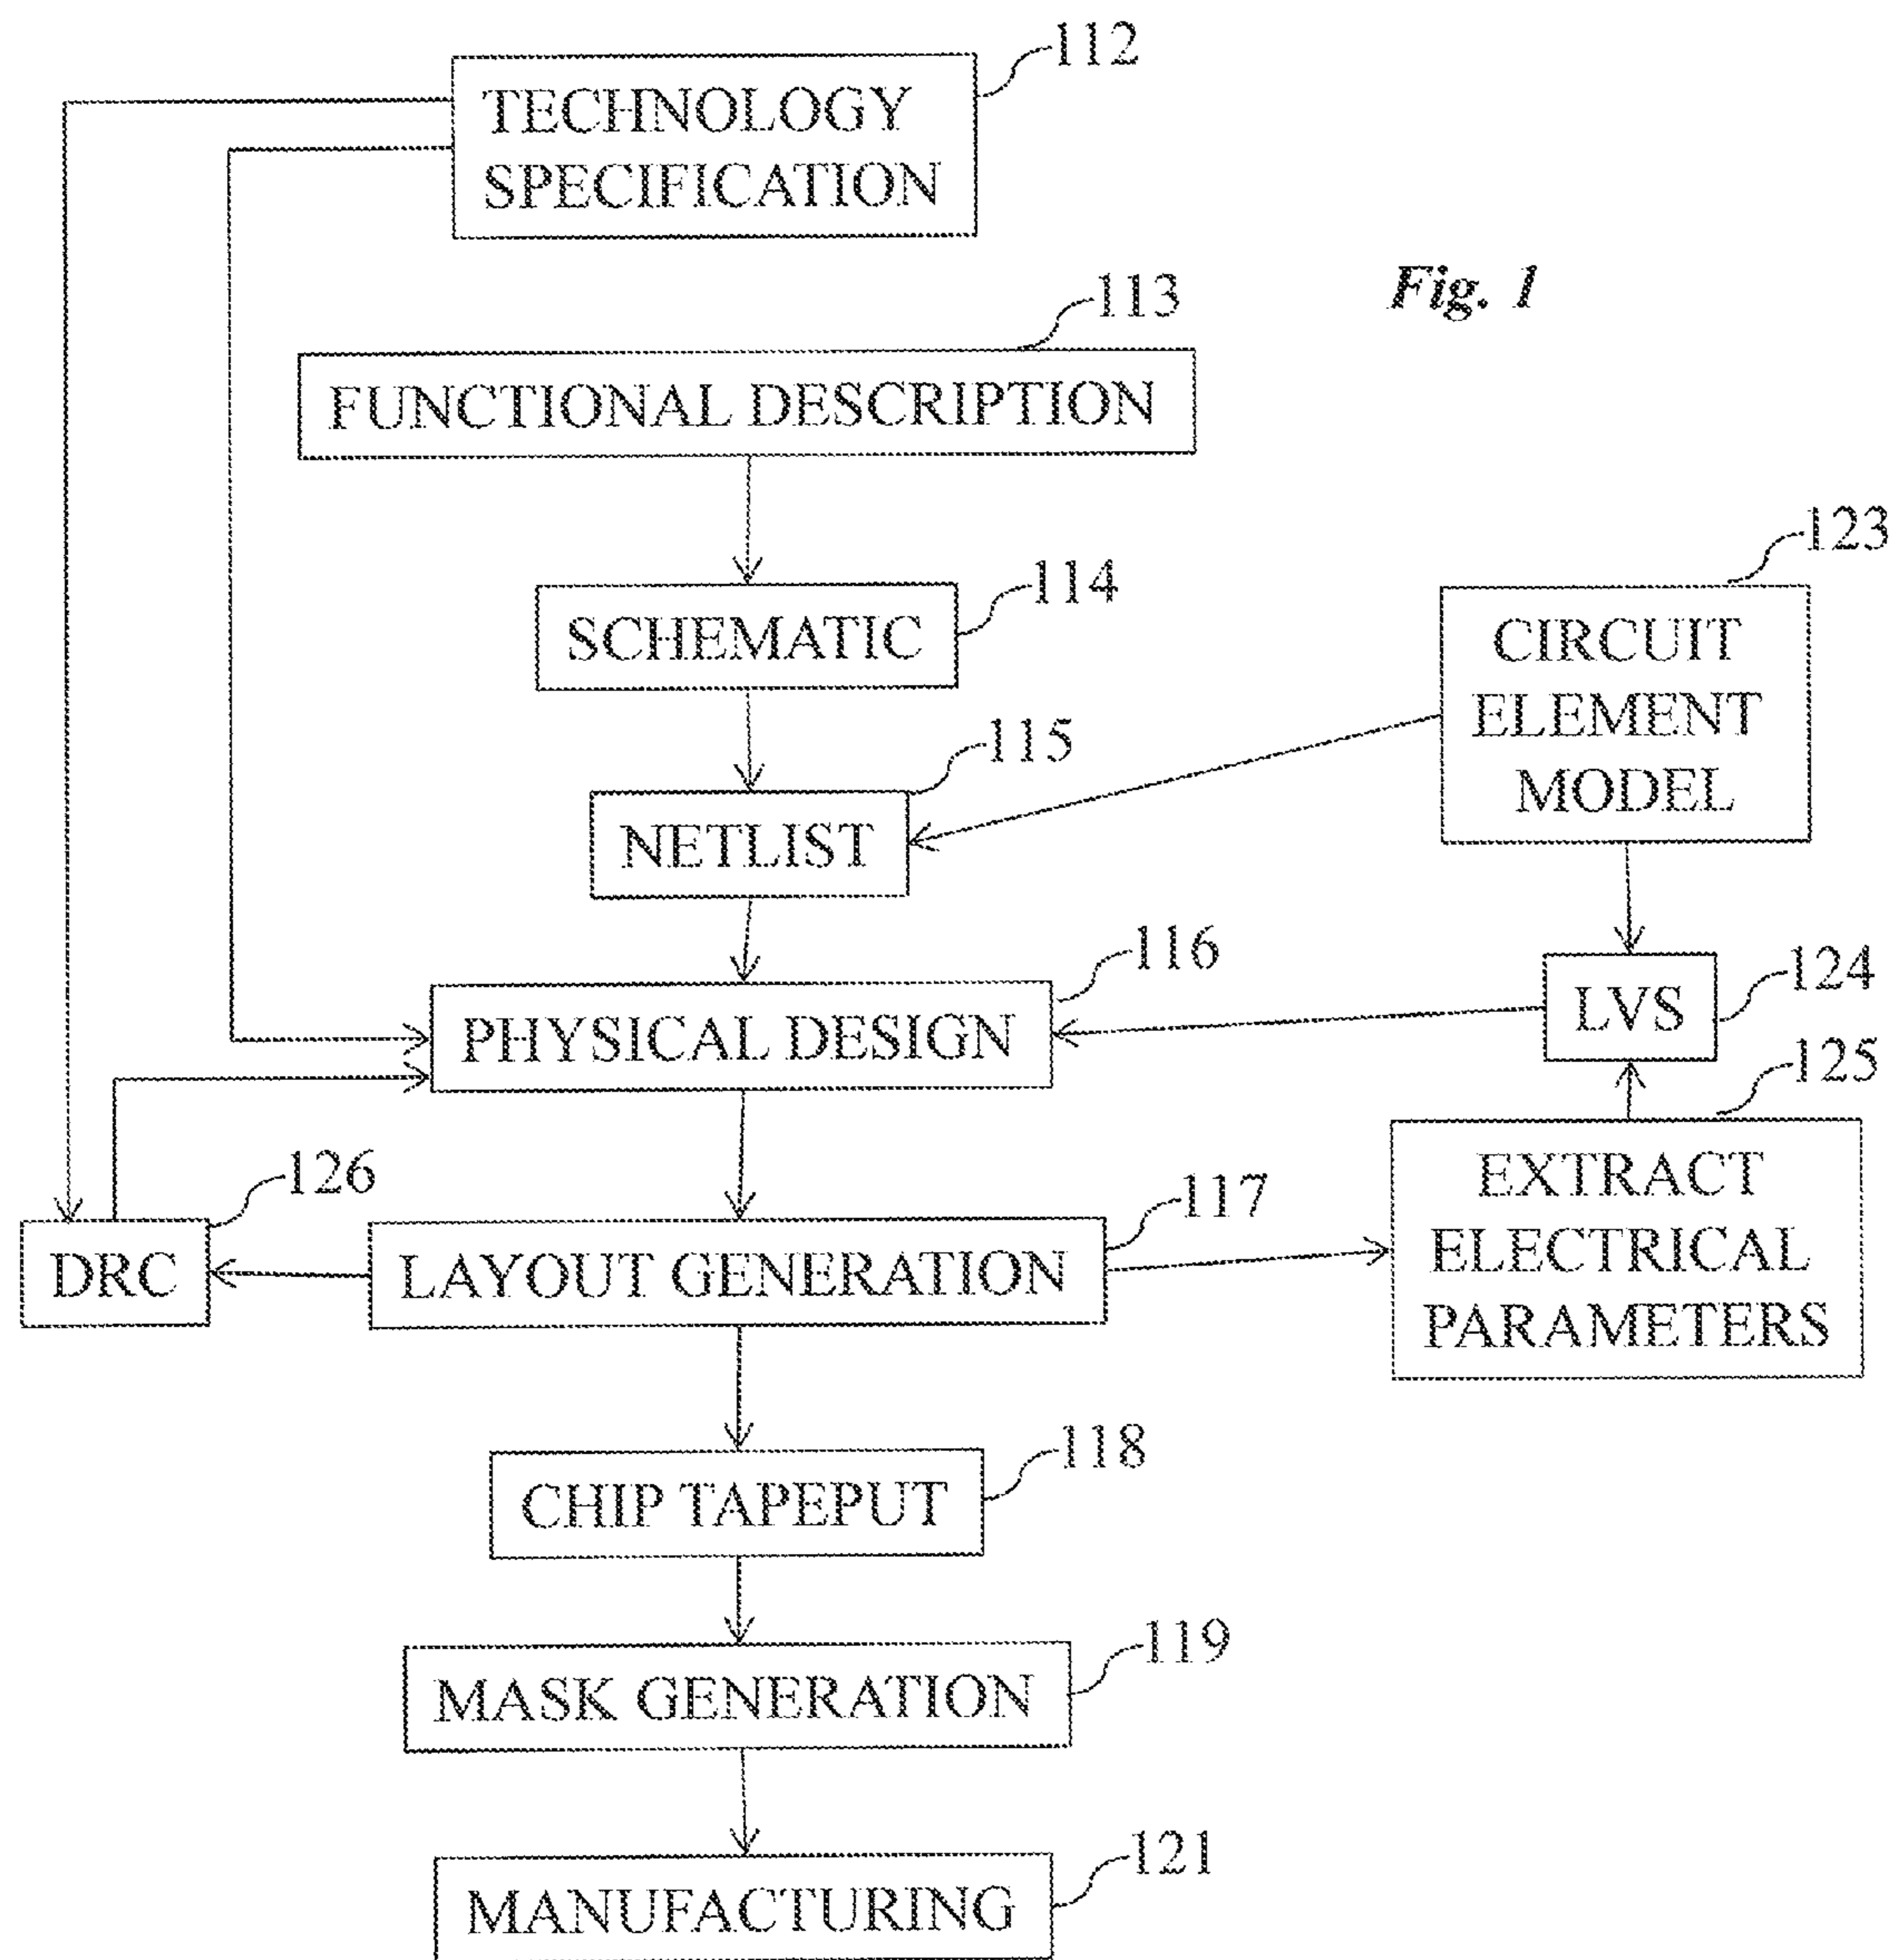 112
TECHNOLOGY
SPECIFICATION
Fig. 1
113
FUNCTIONAL DESCRIPTION
114
SCHEMATIC
123
CIRCUIT
ELEMENT
MODEL
115
NETLIST
116
PHYSICAL DESIGN
124
LVS
125
EXTRACT
ELECTRICAL
PARAMETERS
126
DRC
117
LAYOUT GENERATION
118
CHIP TAPEPUT
119
MASK GENERATION
121
MANUFACTURING